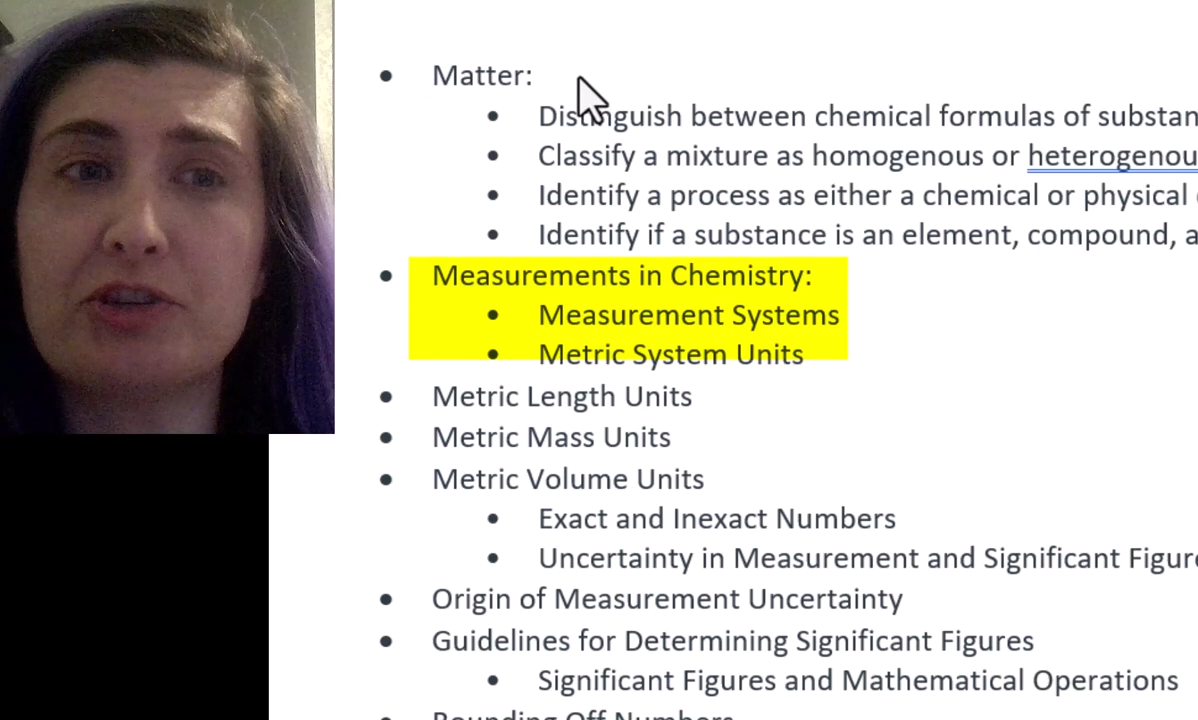 • Matter:
• Distinguish between chemical formulas of substan
• Classify a mixture as homogenous or heterogenou
• Identify a process as either a chemical or physical
• Identify if a substance is an element, compound, a
• Measurements in Chemistry:
• Measurement Systems
• Metric System Units
• Metric Length Units
• Metric Mass Units
• Metric Volume Units
• Exact and Inexact Numbers
• Uncertainty in Measurement and Significant Figure
• Origin of Measurement Uncertainty
• Guidelines for Determining Significant Figures
• Significant Figures and Mathematical Operations
• Rounding Off Numbers